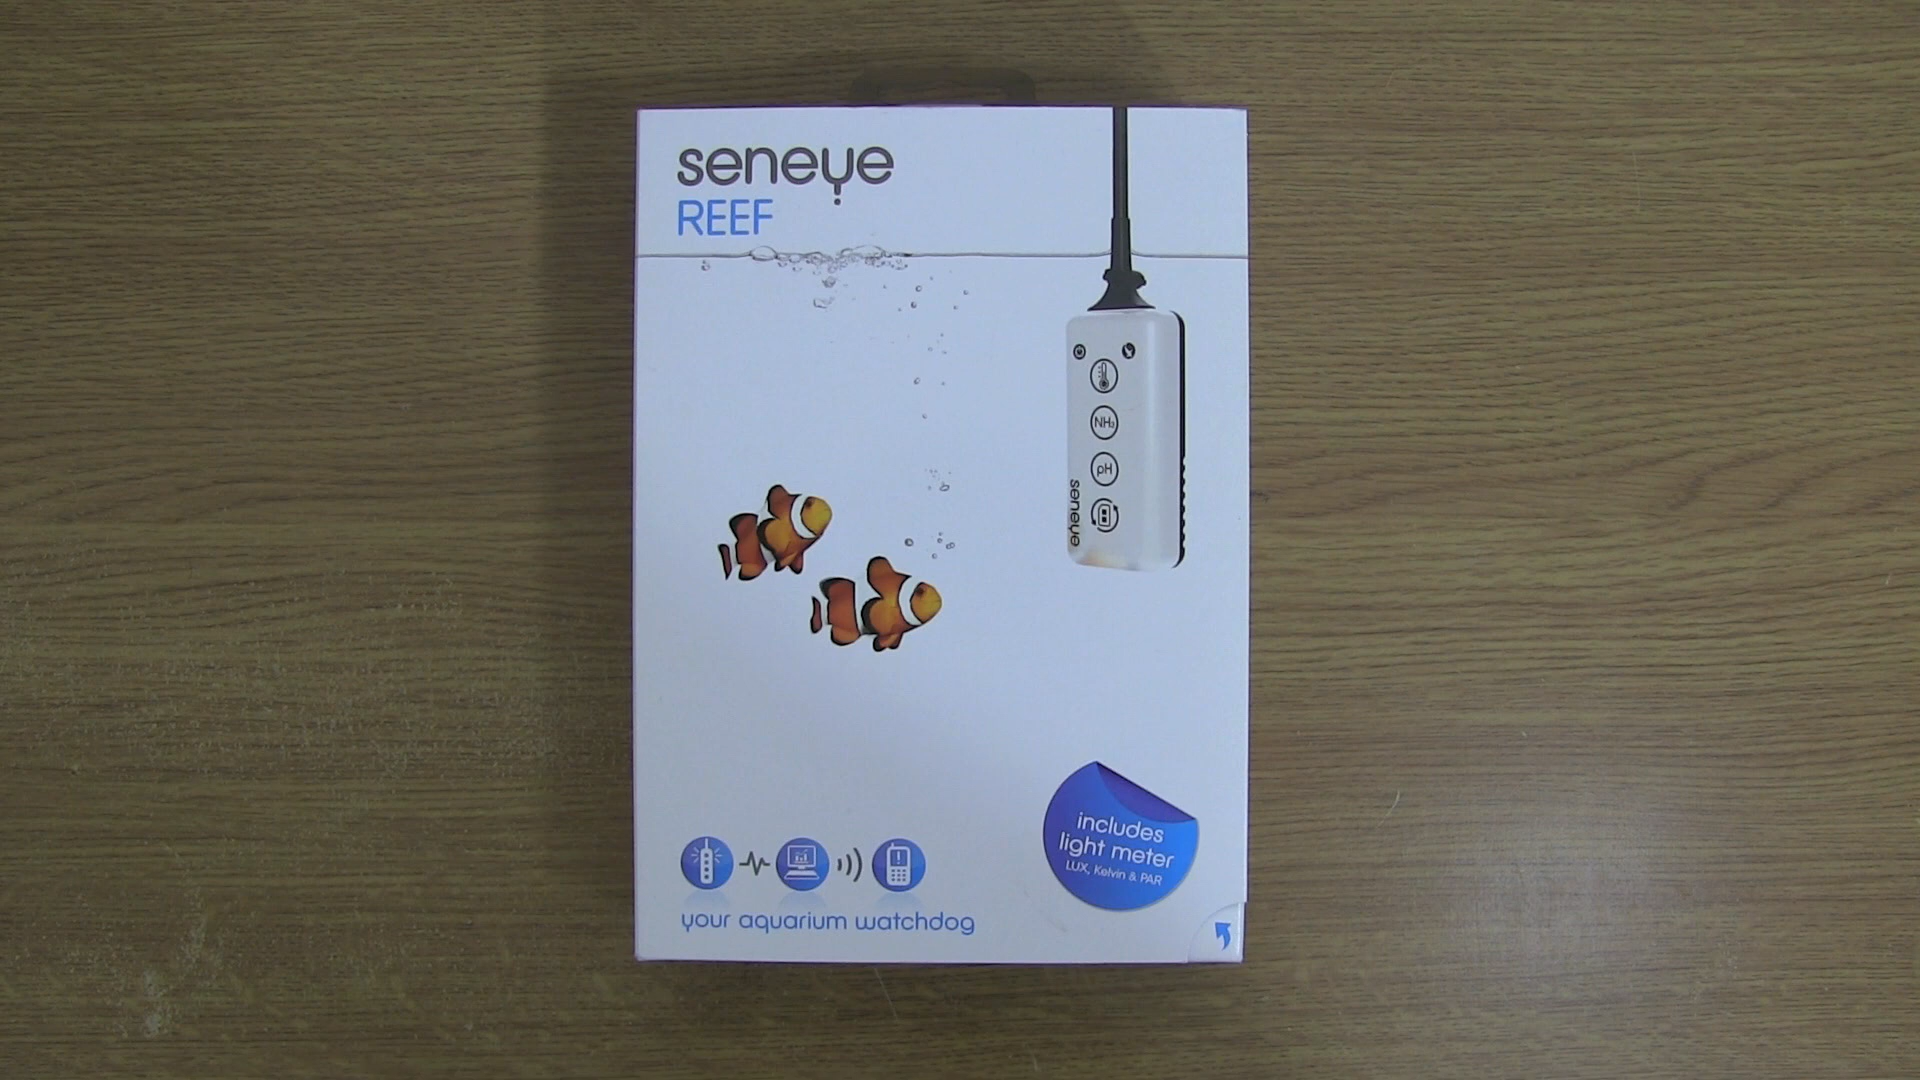 seneye
REEF
NH₃
pH
seneye
includes
light meter
LUX, Kelvin & PAR
your aquarium watchdog